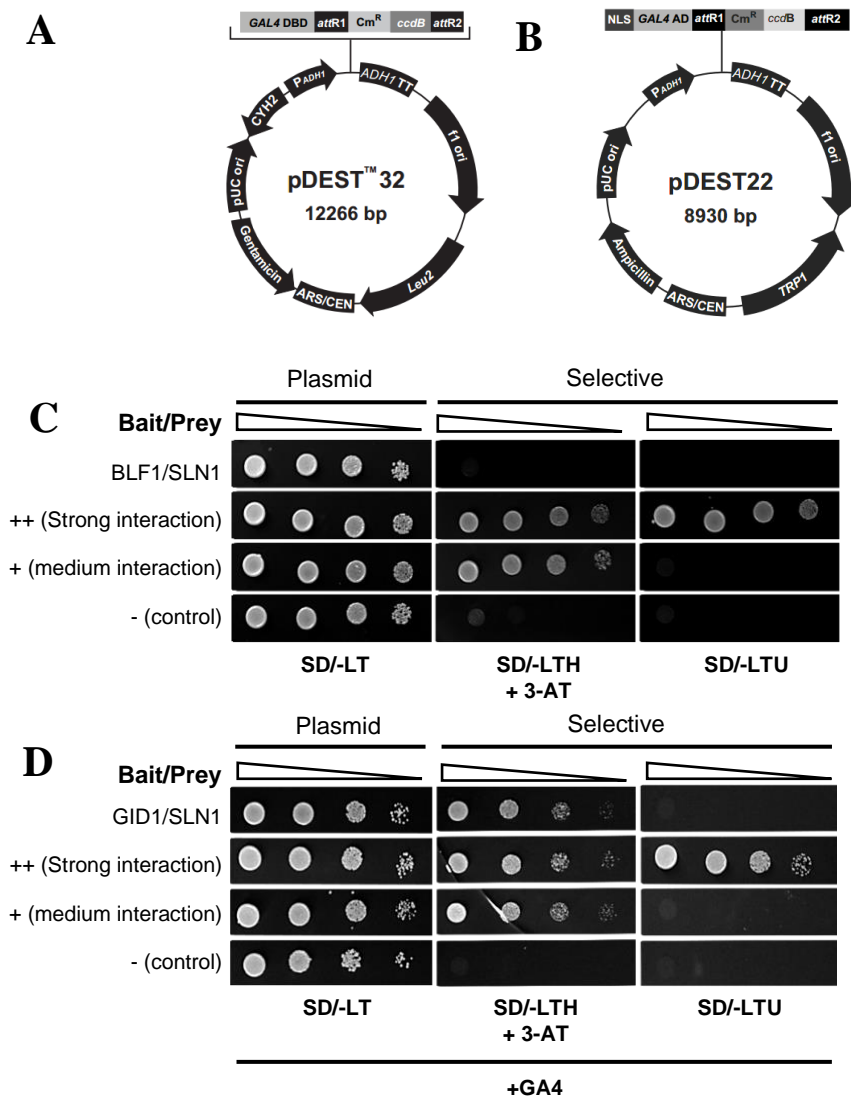 A
GAL4 DBD attR1 CmR ccdB attR2
PADH1
ADH1 TT
CYH2
f1 ori
pUC ori
pDEST™32
12266 bp
Gentamicin
ARS/CEN
Leu2
B
NLS GAL4 AD attR1 CmR ccdB attR2
PADH1
ADH1 TT
f1 ori
pUC ori
pDEST22
8930 bp
Ampicillin
ARS/CEN
TRP1
C
Plasmid Selective
Bait/Prey
BLF1/SLN1
++ (Strong interaction)
+ (medium interaction)
- (control)
SD/-LT SD/-LTH + 3-AT SD/-LTU
D
Plasmid Selective
Bait/Prey
GID1/SLN1
++ (Strong interaction)
+ (medium interaction)
- (control)
SD/-LT SD/-LTH + 3-AT SD/-LTU
+GA4